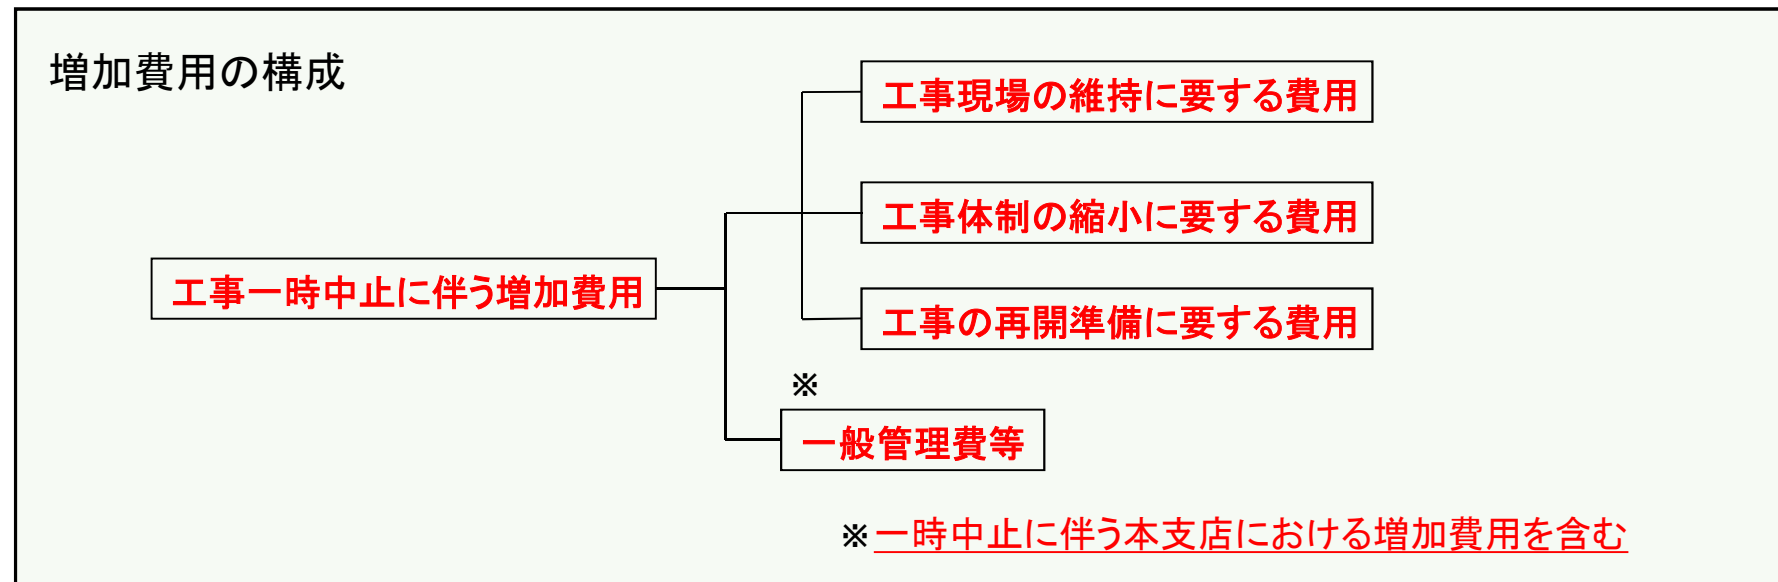 増加費用の構成
工事現場の維持に要する費用
工事体制の縮小に要する費用
工事一時中止に伴う増加費用
工事の再開準備に要する費用
※
一般管理費等
※一時中止に伴う本支店における増加費用を含む